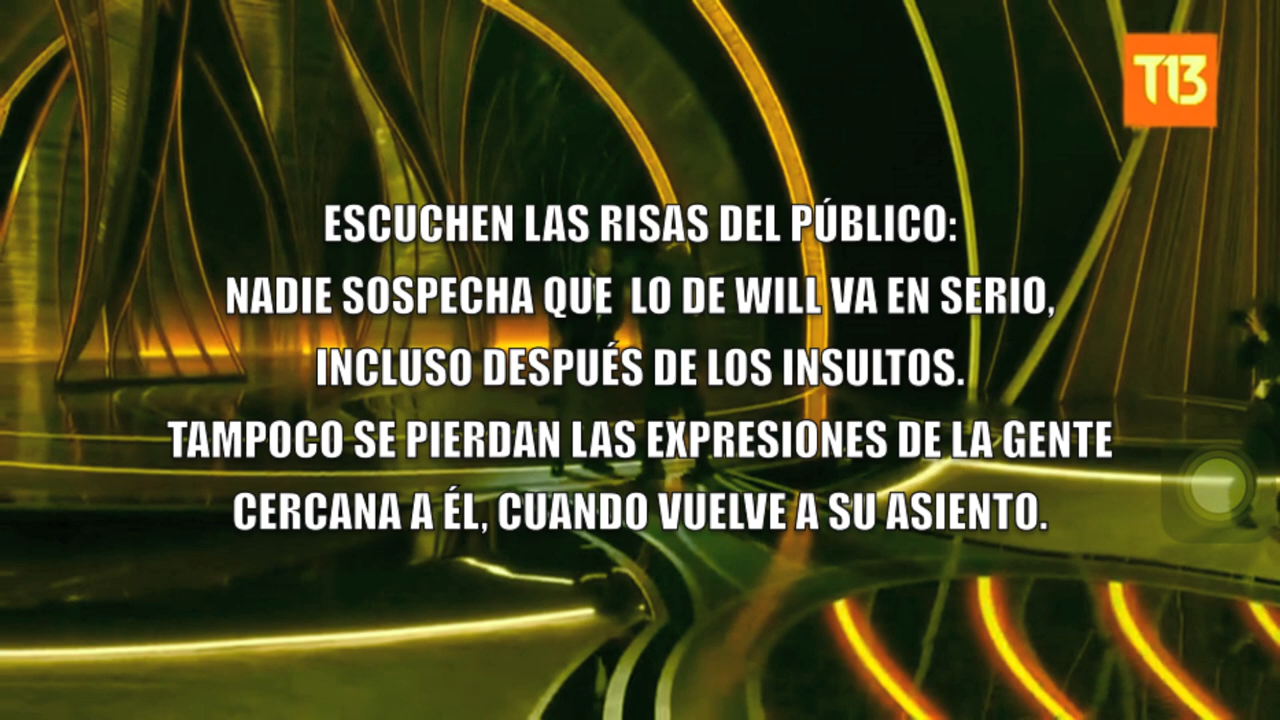 T13
ESCUCHEN LAS RISAS DEL PÚBLICO:
NADIE SOSPECHA QUE LO DE WILL VA EN SERIO,
INCLUSO DESPUÉS DE LOS INSULTOS.
TAMPOCO SE PIERDAN LAS EXPRESIONES DE LA GENTE
CERCANA A ÉL, CUANDO VUELVE A SU ASIENTO.